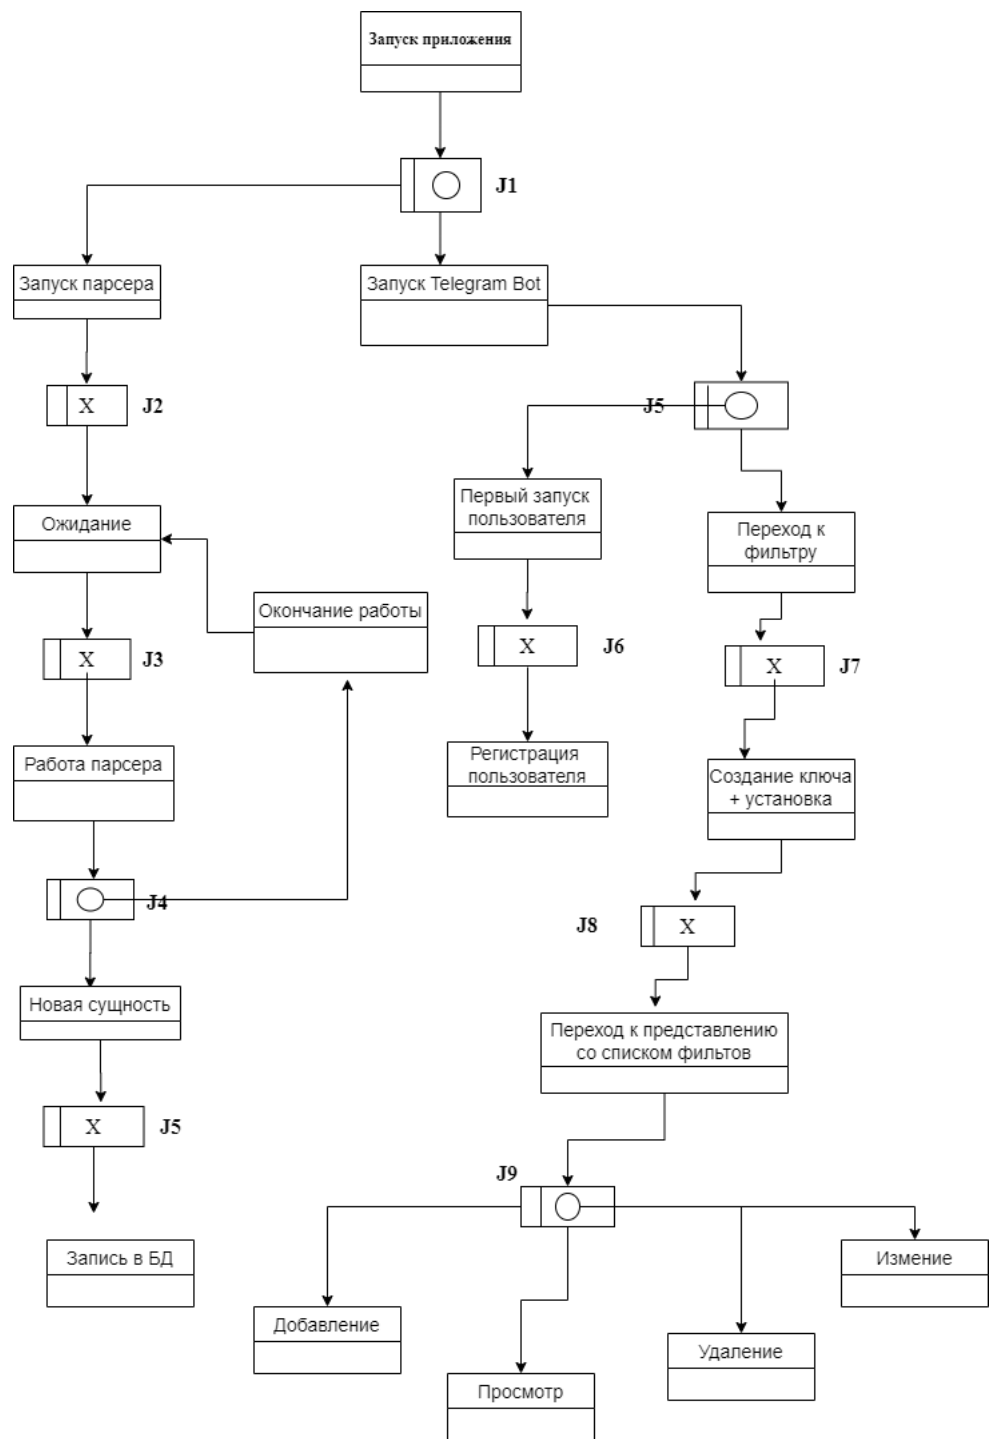 Запуск приложения
J1
Запуск парсера
Запуск Telegram Bot
X
J2
J5
Первый запуск
пользователя
Ожидание
Переход к
фильтру
Окончание работы
X
J3
X
J6
X
J7
Работа парсера
Регистрация
пользователя
Создание ключа
+ установка
J4
J8
X
Новая сущность
Переход к представлению
со списком фильтов
X
J5
J9
Запись в БД
Измение
Добавление
Удаление
Просмотр